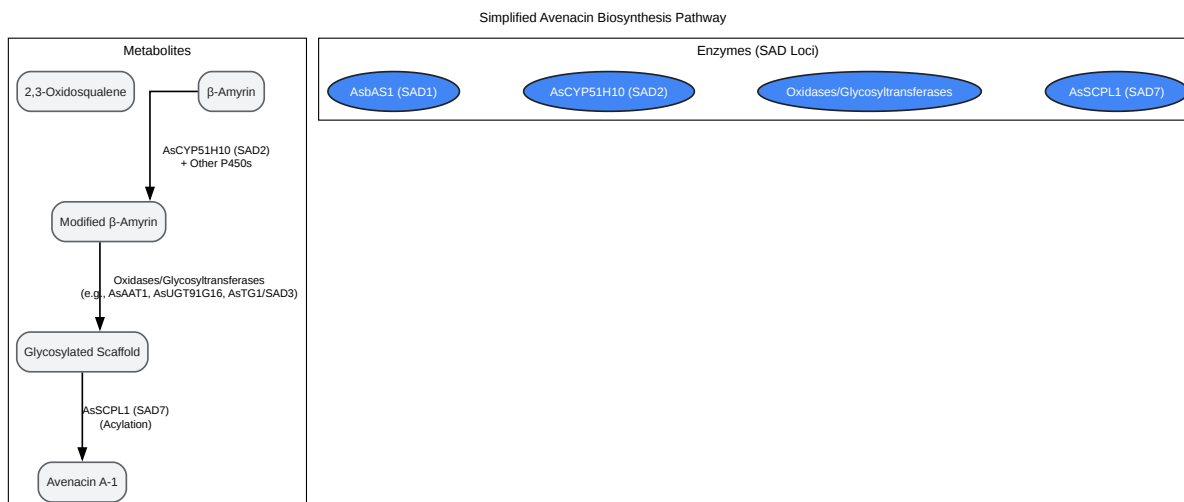 Simplified Avenacin Biosynthesis Pathway
Metabolites
Enzymes (SAD Loci)
2,3-Oxidosqualene
β-Amyrin
AsbAS1 (SAD1)
AsCYP51H10 (SAD2)
Oxidases/Glycosyltransferases
AsSCPL1 (SAD7)
AsCYP51H10 (SAD2)
+ Other P450s
Modified β-Amyrin
Oxidases/Glycosyltransferases
(e.g., AsAAT1, AsUGT91G16, AsTG1/SAD3)
Glycosylated Scaffold
AsSCPL1 (SAD7)
(Acylation)
Avenacin A-1